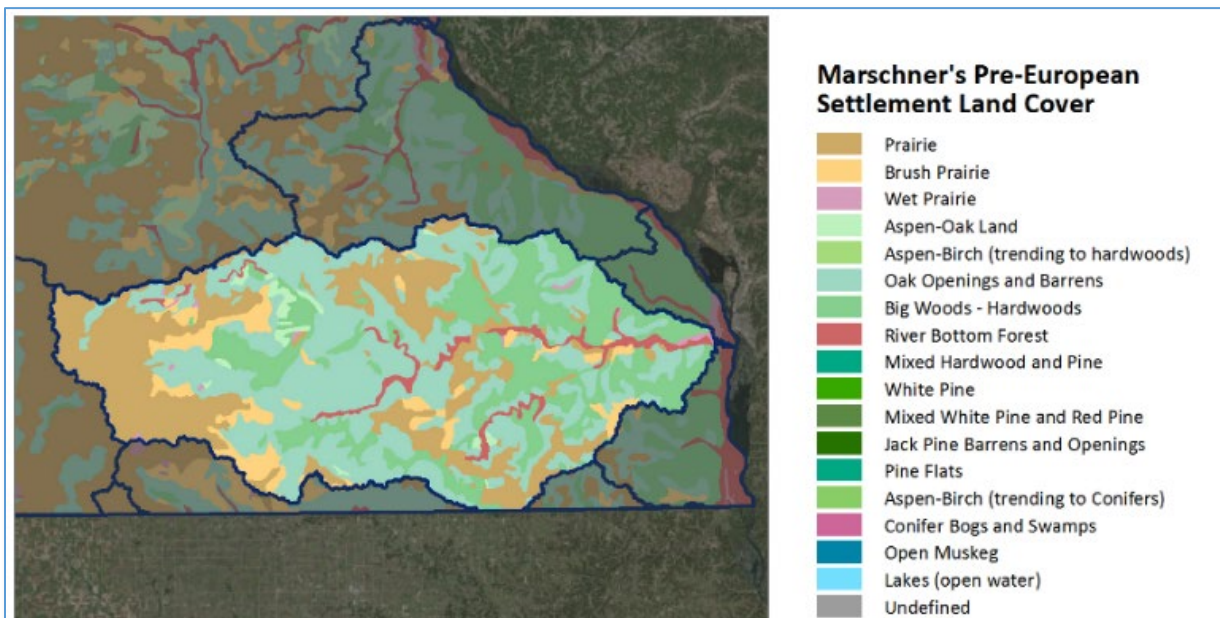 Marschner's Pre-European
Settlement Land Cover
Prairie
Brush Prairie
Wet Prairie
Aspen-Oak Land
Aspen-Birch (trending to hardwoods)
Oak Openings and Barrens
Big Woods - Hardwoods
River Bottom Forest
Mixed Hardwood and Pine
White Pine
Mixed White Pine and Red Pine
Jack Pine Barrens and Openings
Pine Flats
Aspen-Birch (trending to Conifers)
Conifer Bogs and Swamps
Open Muskeg
Lakes (open water)
Undefined